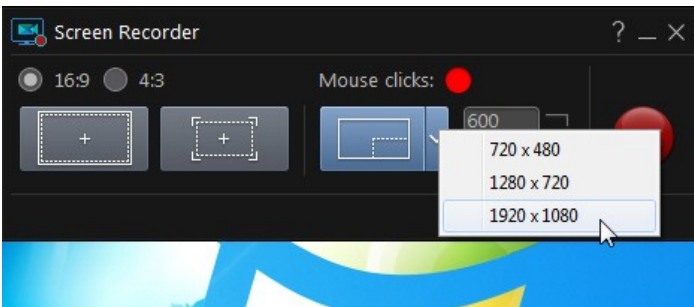 Screen Recorder
?
16:9 4:3 Mouse clicks:
600
720 x 480
1280 x 720
1920 x 1080